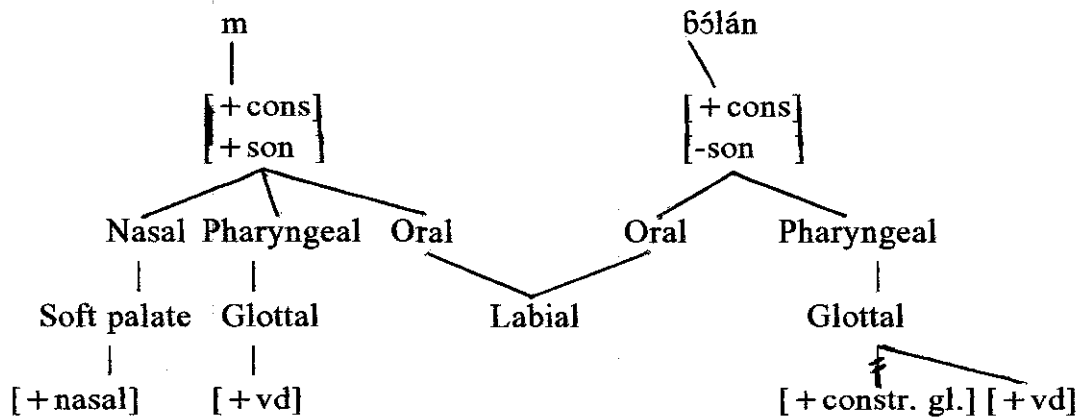 m ɓɔ́lán
[+cons] [+cons]
[+son ] [-son ]
Nasal Pharyngeal Oral Oral Pharyngeal
Soft palate Glottal Labial Glottal
[+nasal] [+vd] [+constr. gl.] [+vd]